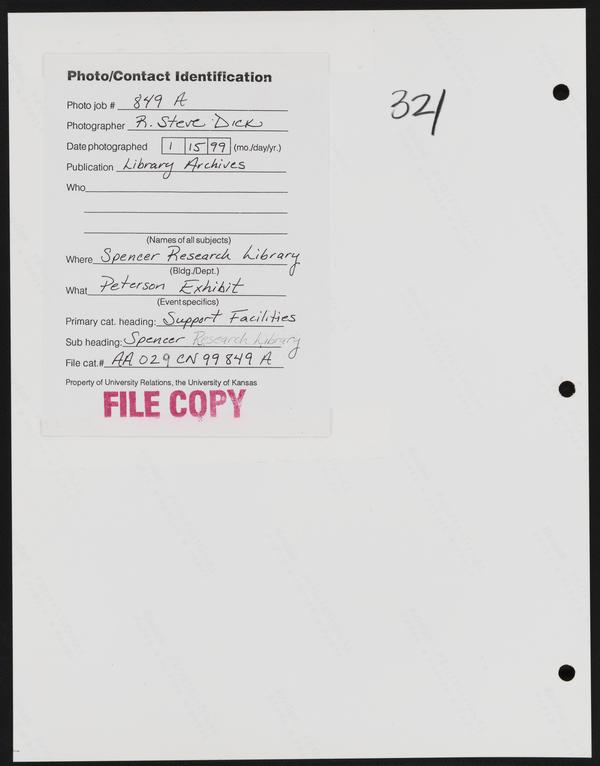 Photo/Contact Identification
321
Photo job # 849 A
Photographer R. Steve Dick
Date photographed 1 15 99 (mo./day/yr.)
Publication Library Archives
Who
(Names of all subjects)
Where Spencer Research Library
(Bldg./Dept.)
What Peterson Exhibit
(Event specifics)
Primary cat. heading: Support Facilities
Sub heading: Spencer Research Library
File cat.# AA 029 CN 99 849 A
Property of University Relations, the University of Kansas
FILE COPY